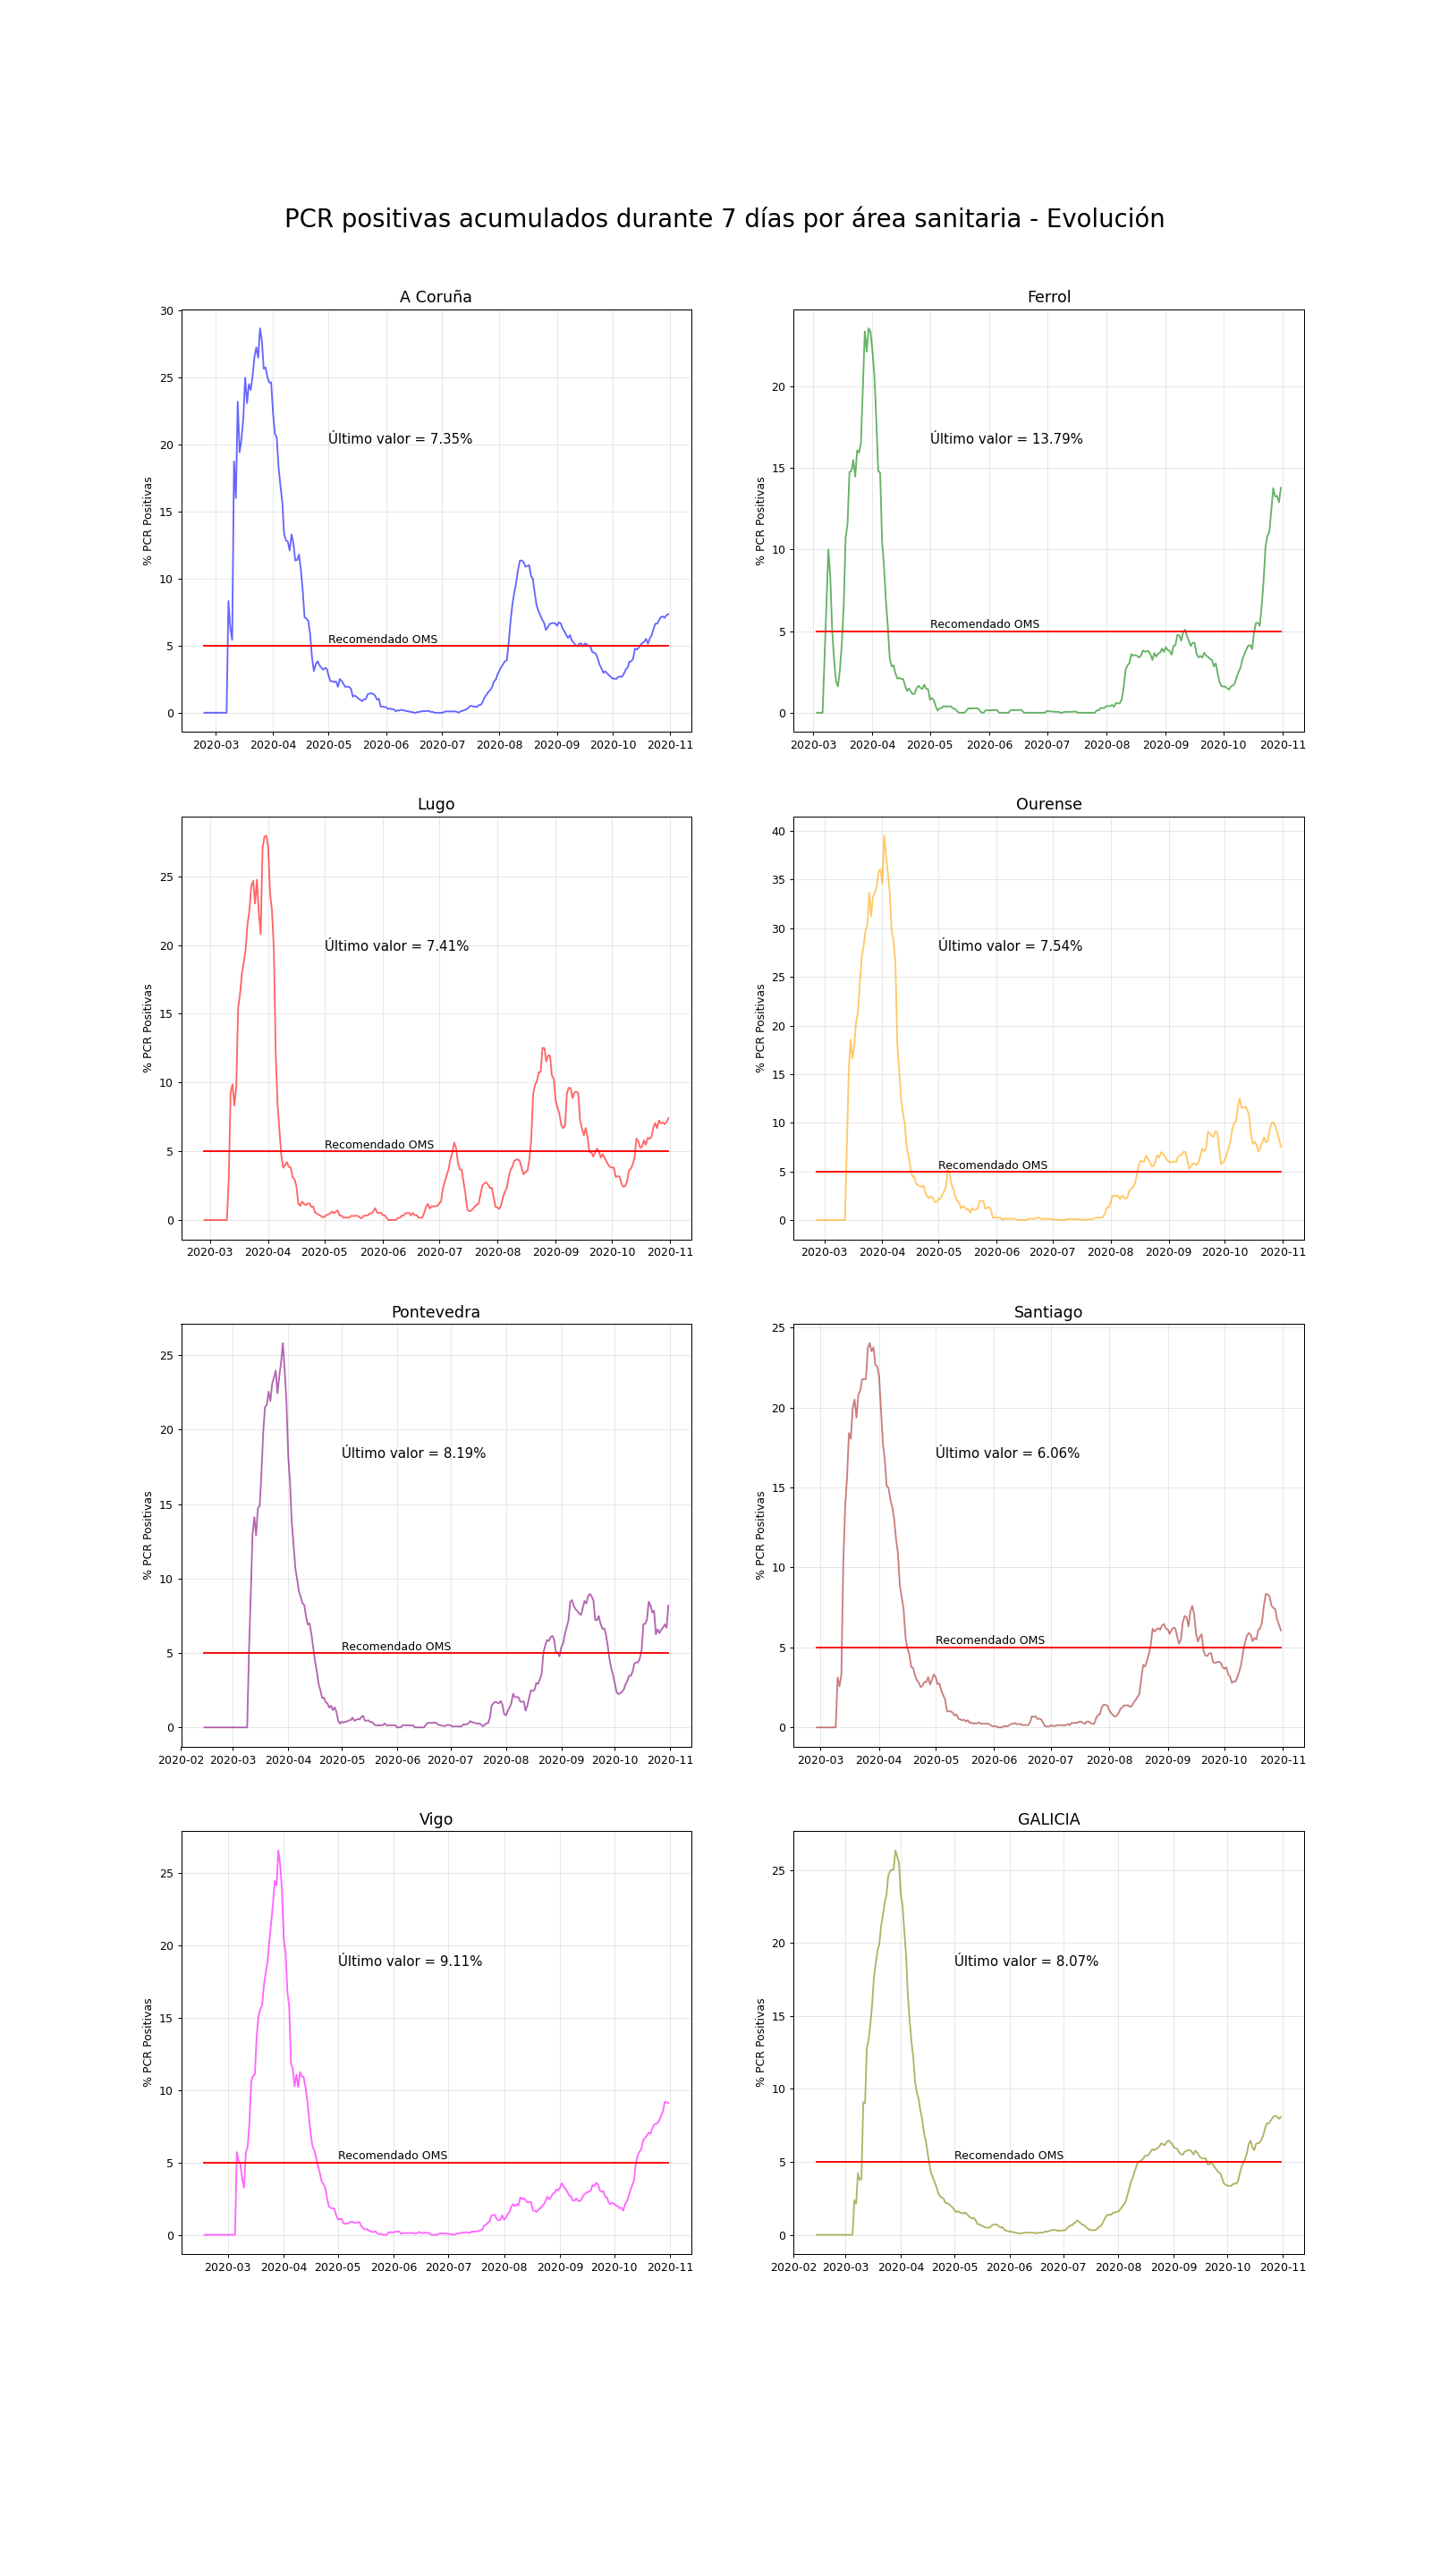 PCR positivas acumulados durante 7 días por área sanitaria - Evolución
A Coruña
% PCR Positivas
30
25
20
15
10
5
0
Último valor = 7.35%
Recomendado OMS
2020-03 2020-04 2020-05 2020-06 2020-07 2020-08 2020-09 2020-10 2020-11
Ferrol
% PCR Positivas
20
15
10
5
0
Último valor = 13.79%
Recomendado OMS
2020-03 2020-04 2020-05 2020-06 2020-07 2020-08 2020-09 2020-10 2020-11
Lugo
% PCR Positivas
25
20
15
10
5
0
Último valor = 7.41%
Recomendado OMS
2020-03 2020-04 2020-05 2020-06 2020-07 2020-08 2020-09 2020-10 2020-11
Ourense
% PCR Positivas
40
35
30
25
20
15
10
5
0
Último valor = 7.54%
Recomendado OMS
2020-03 2020-04 2020-05 2020-06 2020-07 2020-08 2020-09 2020-10 2020-11
Pontevedra
% PCR Positivas
25
20
15
10
5
0
Último valor = 8.19%
Recomendado OMS
2020-02 2020-03 2020-04 2020-05 2020-06 2020-07 2020-08 2020-09 2020-10 2020-11
Santiago
% PCR Positivas
25
20
15
10
5
0
Último valor = 6.06%
Recomendado OMS
2020-03 2020-04 2020-05 2020-06 2020-07 2020-08 2020-09 2020-10 2020-11
Vigo
% PCR Positivas
25
20
15
10
5
0
Último valor = 9.11%
Recomendado OMS
2020-03 2020-04 2020-05 2020-06 2020-07 2020-08 2020-09 2020-10 2020-11
GALICIA
% PCR Positivas
25
20
15
10
5
0
Último valor = 8.07%
Recomendado OMS
2020-02 2020-03 2020-04 2020-05 2020-06 2020-07 2020-08 2020-09 2020-10 2020-11